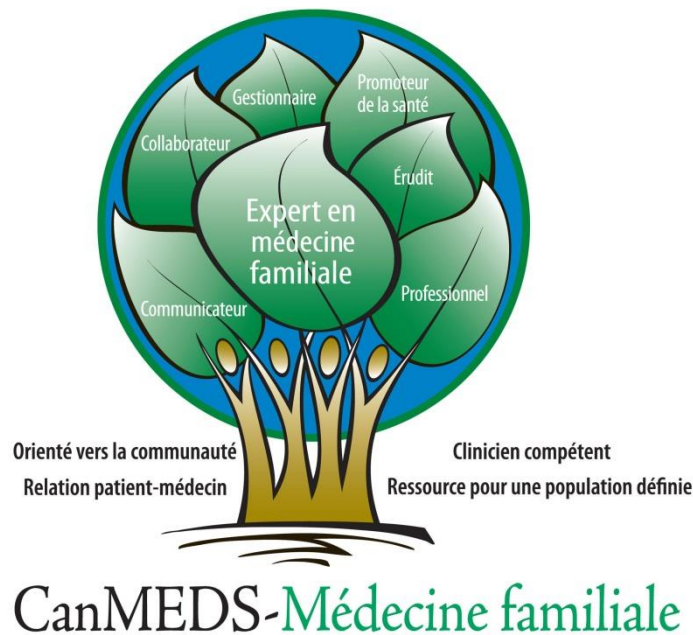 Gestionnaire
Promoteur
de la santé
Collaborateur
Érudit
Expert en
médecine
familiale
Communicateur
Professionnel
Orienté vers la communauté
Relation patient-médecin
Clinicien compétent
Ressource pour une population définie
CanMEDS-Médecine familiale